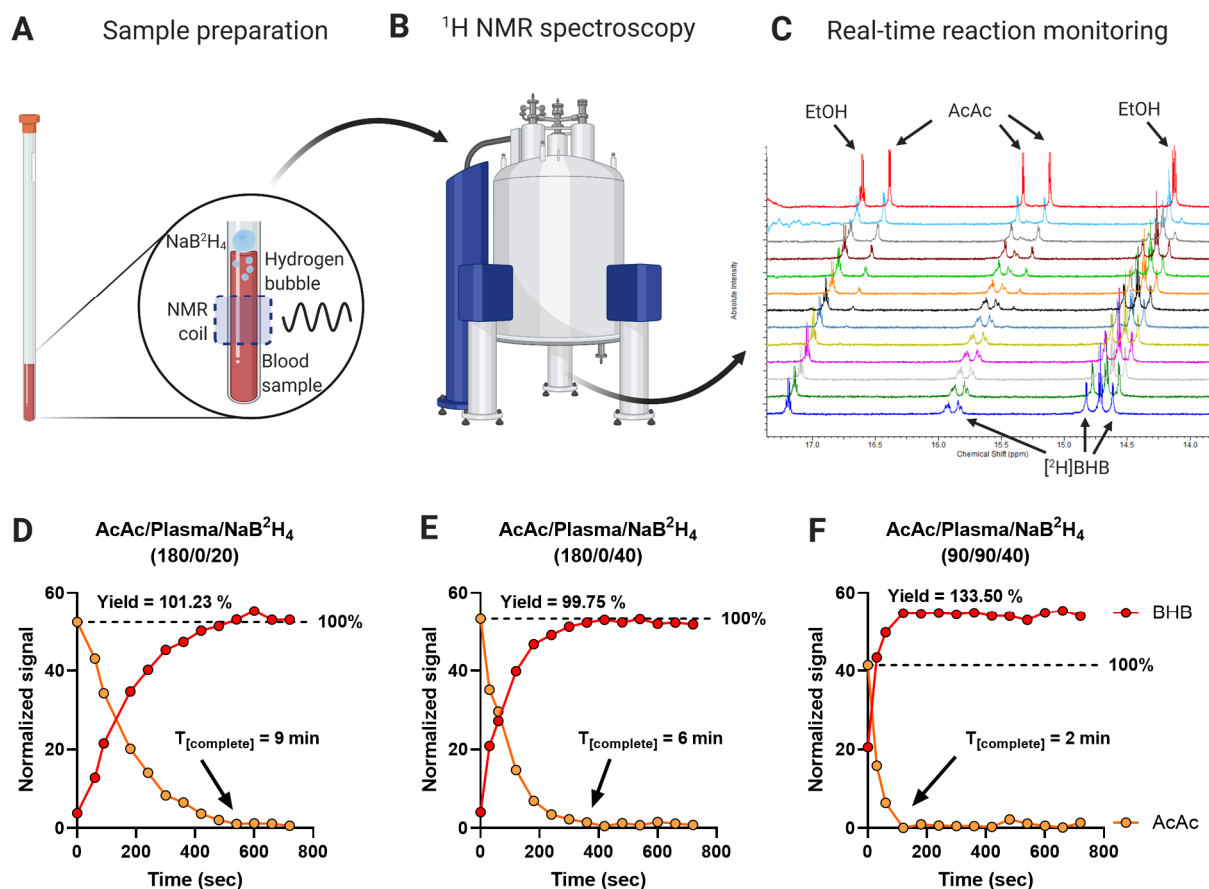 A
Sample preparation
NaB²H₄
Hydrogen
bubble
NMR
coil
Blood
sample
B
¹H NMR spectroscopy
C
Real-time reaction monitoring
EtOH
AcAc
EtOH
Absolute Intensity
17.0 16.5 16.0 15.5 15.0 14.5 14.0
Chemical Shift (ppm)
[²H]BHB
D
AcAc/Plasma/NaB²H₄
(180/0/20)
60
40
20
0
Normalized signal
Yield = 101.23 %
100%
T[complete] = 9 min
0 200 400 600 800
Time (sec)
E
AcAc/Plasma/NaB²H₄
(180/0/40)
60
40
20
0
Normalized signal
Yield = 99.75 %
100%
T[complete] = 6 min
0 200 400 600 800
Time (sec)
F
AcAc/Plasma/NaB²H₄
(90/90/40)
60
40
20
0
Normalized signal
Yield = 133.50 %
100%
T[complete] = 2 min
0 200 400 600 800
Time (sec)
BHB
AcAc